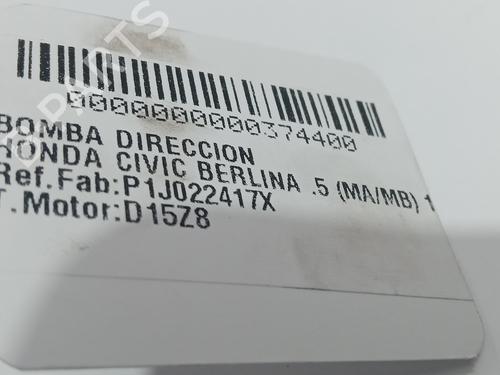 0000000000374400
BOMBA DIRECCION
HONDA CIVIC BERLINA .5 (MA/MB) 1
Ref.Fab:P1J022417X
T.Motor:D15Z8